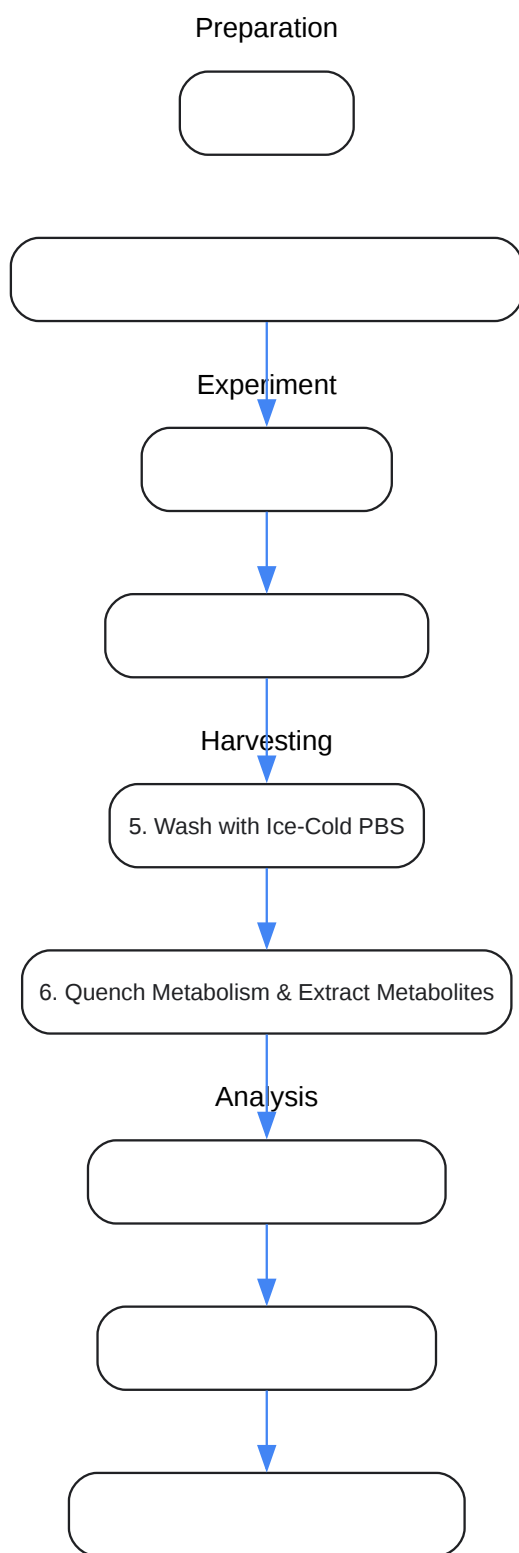 Preparation
Experiment
Harvesting
5. Wash with Ice-Cold PBS
6. Quench Metabolism & Extract Metabolites
Analysis